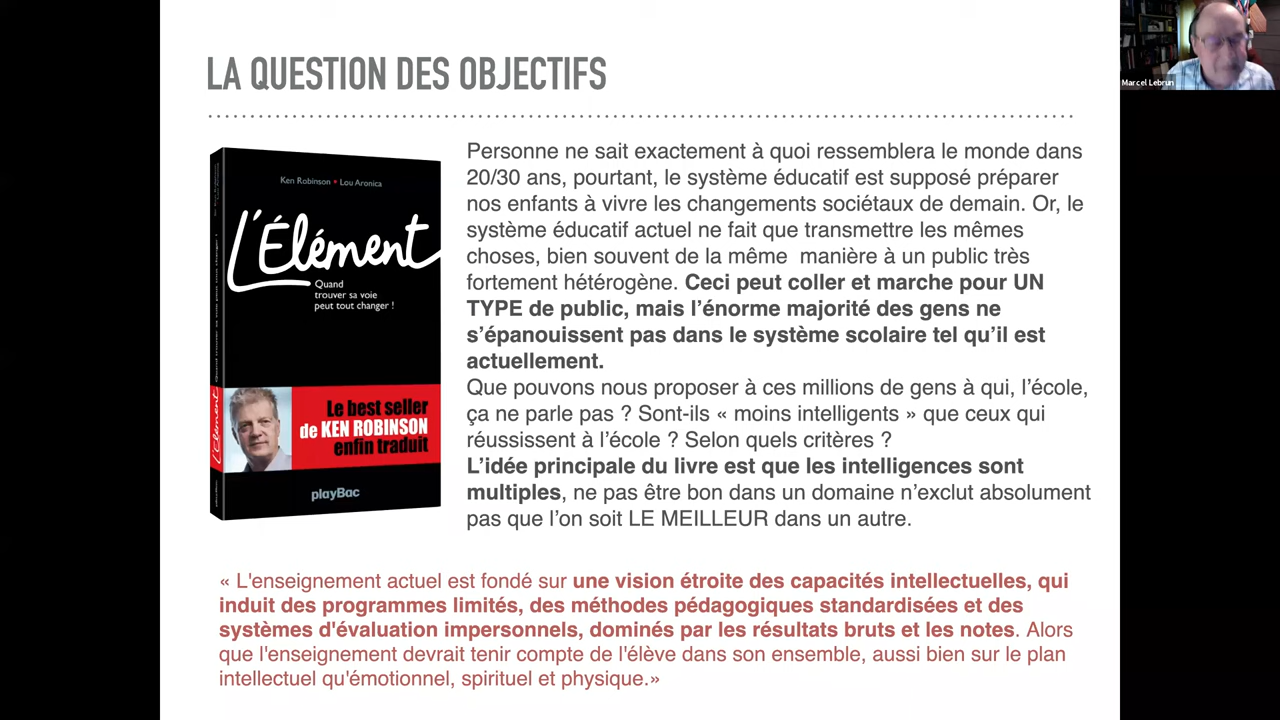 LA QUESTION DES OBJECTIFS
Marcel Lebrun
Ken Robinson • Lou Aronica
L'Élément
Quand
trouver sa voie
peut tout changer !
Le best seller
de KEN ROBINSON
enfin traduit
playBac
Personne ne sait exactement à quoi ressemblera le monde dans
20/30 ans, pourtant, le système éducatif est supposé préparer
nos enfants à vivre les changements sociétaux de demain. Or, le
système éducatif actuel ne fait que transmettre les mêmes
choses, bien souvent de la même manière à un public très
fortement hétérogène. Ceci peut coller et marche pour UN
TYPE de public, mais l’énorme majorité des gens ne
s’épanouissent pas dans le système scolaire tel qu’il est
actuellement.
Que pouvons nous proposer à ces millions de gens à qui, l’école,
ça ne parle pas ? Sont-ils « moins intelligents » que ceux qui
réussissent à l’école ? Selon quels critères ?
L’idée principale du livre est que les intelligences sont
multiples, ne pas être bon dans un domaine n’exclut absolument
pas que l’on soit LE MEILLEUR dans un autre.
« L'enseignement actuel est fondé sur une vision étroite des capacités intellectuelles, qui
induit des programmes limités, des méthodes pédagogiques standardisées et des
systèmes d'évaluation impersonnels, dominés par les résultats bruts et les notes. Alors
que l'enseignement devrait tenir compte de l'élève dans son ensemble, aussi bien sur le plan
intellectuel qu'émotionnel, spirituel et physique.»